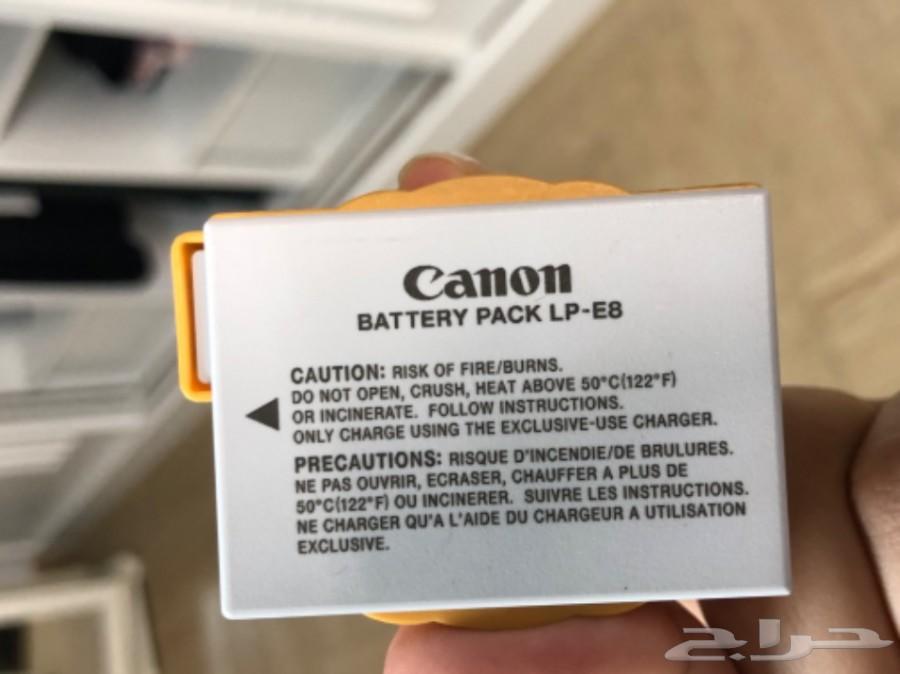 Canon
BATTERY PACK LP-E8
CAUTION: RISK OF FIRE/BURNS.
DO NOT OPEN, CRUSH, HEAT ABOVE 50°C(122°F)
OR INCINERATE. FOLLOW INSTRUCTIONS.
ONLY CHARGE USING THE EXCLUSIVE-USE CHARGER.
PRECAUTIONS: RISQUE D'INCENDIE/DE BRULURES.
NE PAS OUVRIR, ECRASER, CHAUFFER A PLUS DE
50°C(122°F) OU INCINERER. SUIVRE LES INSTRUCTIONS.
NE CHARGER QU'A L'AIDE DU CHARGEUR A UTILISATION
EXCLUSIVE.
حراج